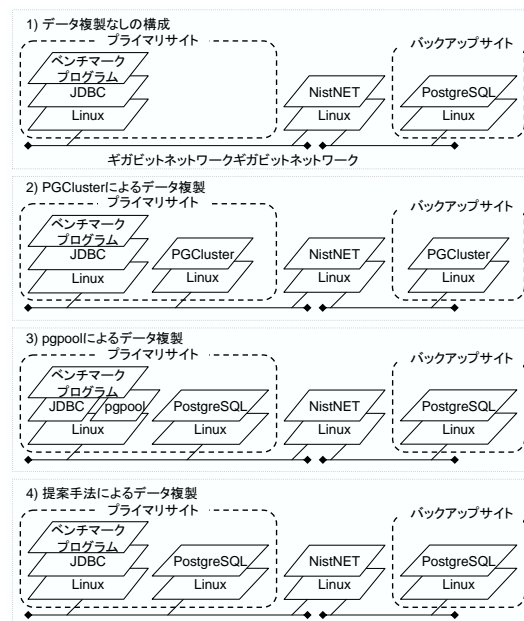 1) データ複製なしの構成
プライマリサイト
バックアップサイト
ベンチマーク
プログラム
JDBC
Linux
NistNET
Linux
PostgreSQL
Linux
ギガビットネットワークギガビットネットワーク
2) PGClusterによるデータ複製
プライマリサイト
バックアップサイト
ベンチマーク
プログラム
JDBC
Linux
PGCluster
Linux
NistNET
Linux
PGCluster
Linux
3) pgpoolによるデータ複製
プライマリサイト
バックアップサイト
ベンチマーク
プログラム
JDBC
pgpool
Linux
PostgreSQL
Linux
NistNET
Linux
PostgreSQL
Linux
4) 提案手法によるデータ複製
プライマリサイト
バックアップサイト
ベンチマーク
プログラム
JDBC
Linux
PostgreSQL
Linux
NistNET
Linux
PostgreSQL
Linux